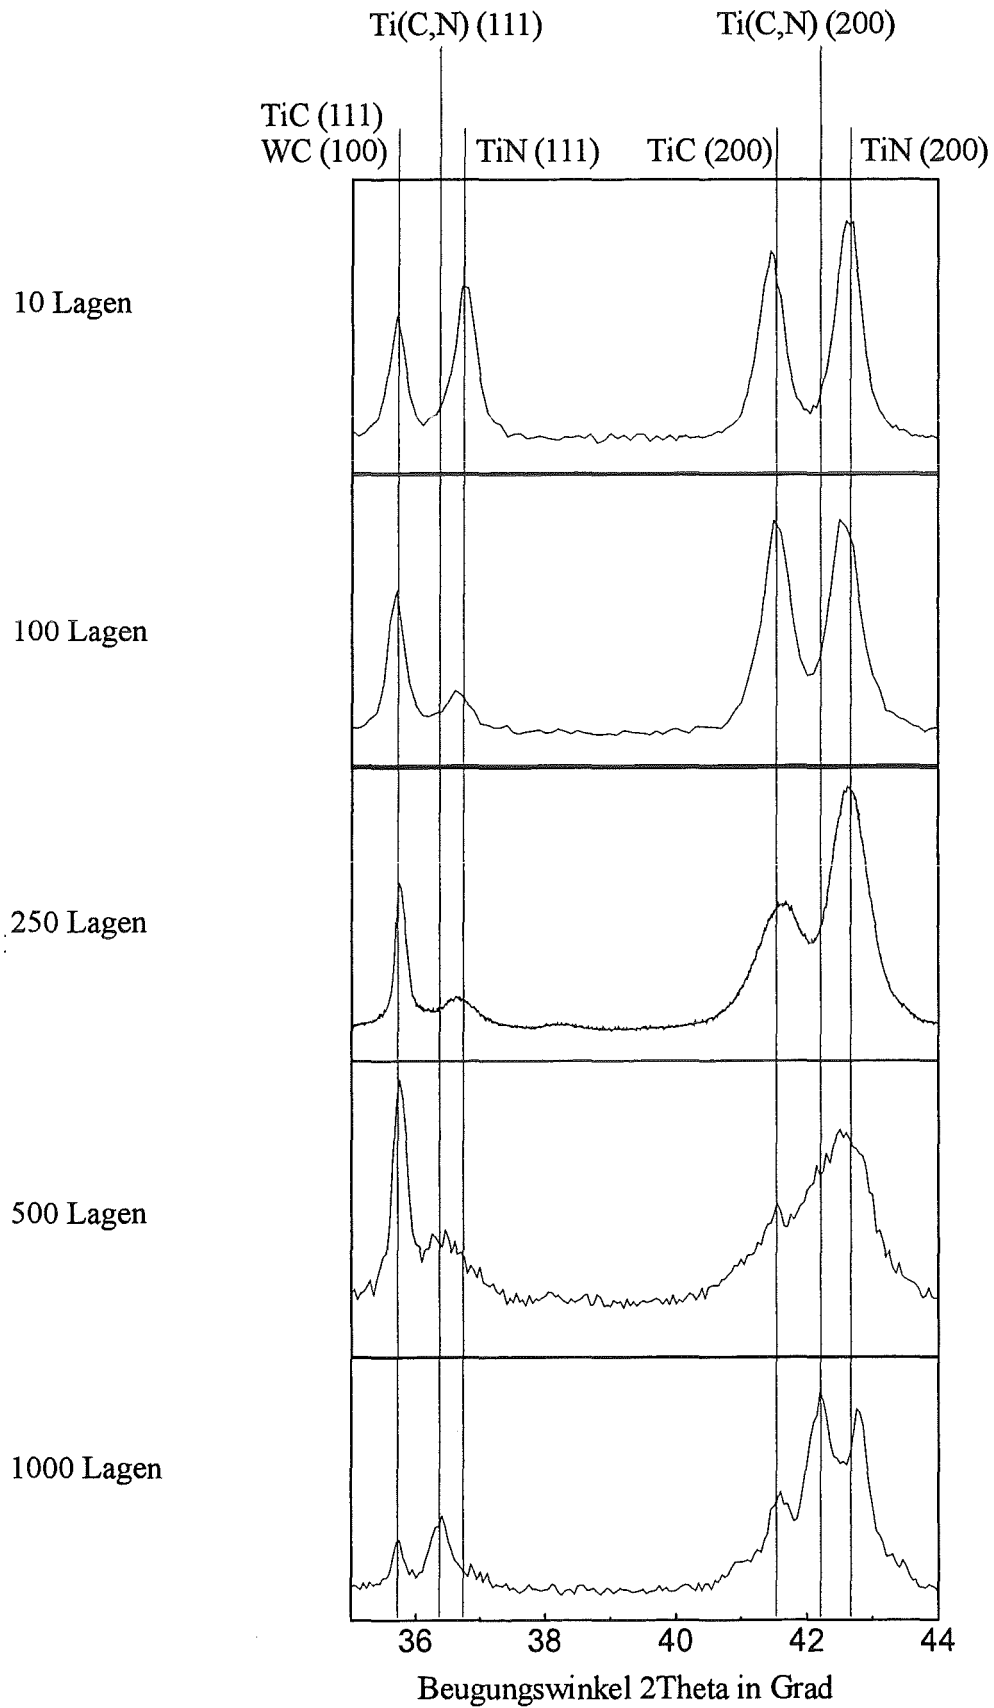 Ti(C,N) (111)
Ti(C,N) (200)
TiC (111)
WC (100)
TiN (111)
TiC (200)
TiN (200)
10 Lagen
100 Lagen
250 Lagen
500 Lagen
1000 Lagen
36 38 40 42 44
Beugungswinkel 2Theta in Grad